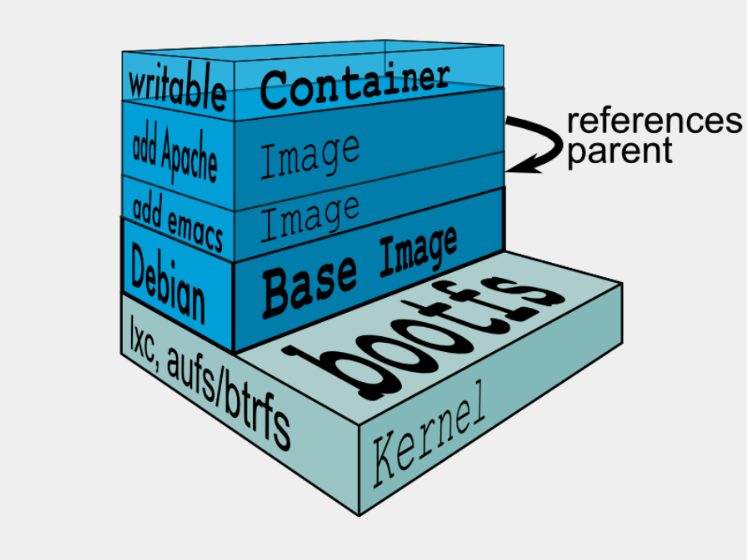 writable Container
references
parent
add Apache Image
add emacs Image
Debian Base Image
bootfs
lxc, aufs/btrfs
Kernel